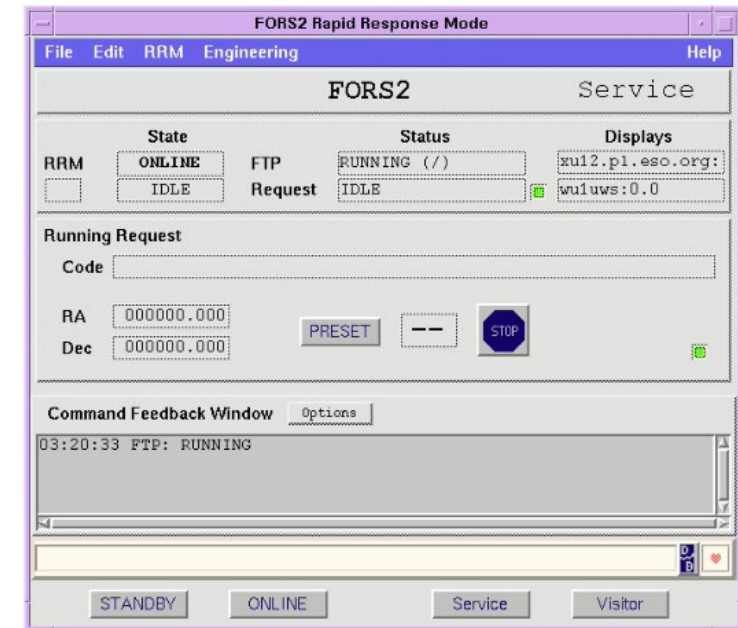 FORS2 Rapid Response Mode
File Edit RRM Engineering Help
FORS2 Service
State Status Displays
RRM ONLINE FTP RUNNING (/) xu12.pl.eso.org:
IDLE Request IDLE wu1uws:0.0
Running Request
Code
RA 000000.000
PRESET -- STOP
Dec 000000.000
Command Feedback Window Options
03:20:33 FTP: RUNNING
D B
STANDBY ONLINE Service Visitor